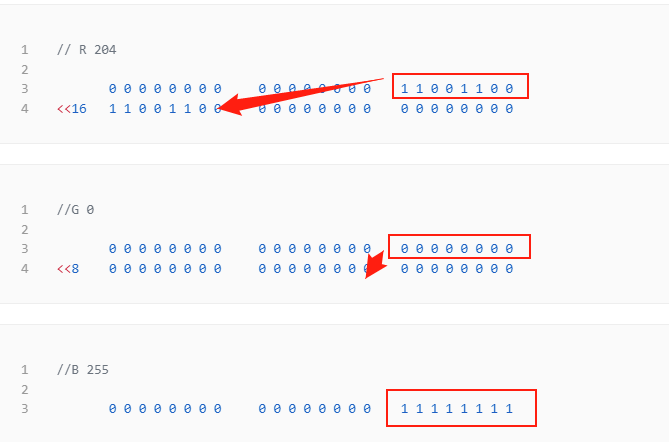 1 // R 204
2
3 0 0 0 0 0 0 0 0 0 0 0 0 0 0 0 0 1 1 0 0 1 1 0 0
4 <<16 1 1 0 0 1 1 0 0 0 0 0 0 0 0 0 0 0 0 0 0 0 0 0 0
1 //G 0
2
3 0 0 0 0 0 0 0 0 0 0 0 0 0 0 0 0 0 0 0 0 0 0 0 0
4 <<8 0 0 0 0 0 0 0 0 0 0 0 0 0 0 0 0 0 0 0 0 0 0 0 0
1 //B 255
2
3 0 0 0 0 0 0 0 0 0 0 0 0 0 0 0 0 1 1 1 1 1 1 1 1